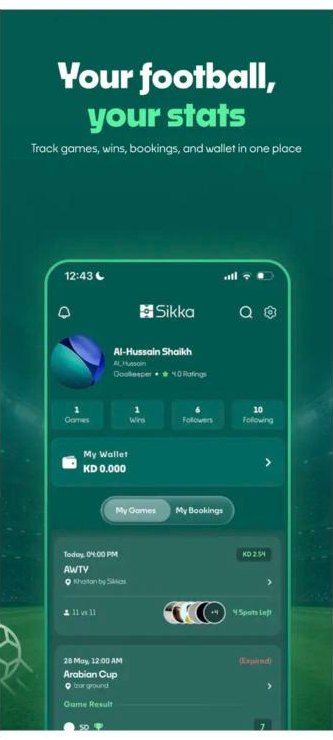 Your football,
your stats
Track games, wins, bookings, and wallet in one place
12:43
Sikka
Al-Hussain Shaikh
Al_Hussain
Goalkeeper • 4.0 Ratings
1 1 6 10
Games Wins Followers Following
My Wallet
KD 0.000
My Games My Bookings
Today, 04:00 PM KD 2.54
AWTY
Khaitan by Sikkas
11 vs 11 +4 4 Spots Left
28 May, 12:00 AM (Expired)
Arabian Cup
Izar ground
Game Result
SD 7